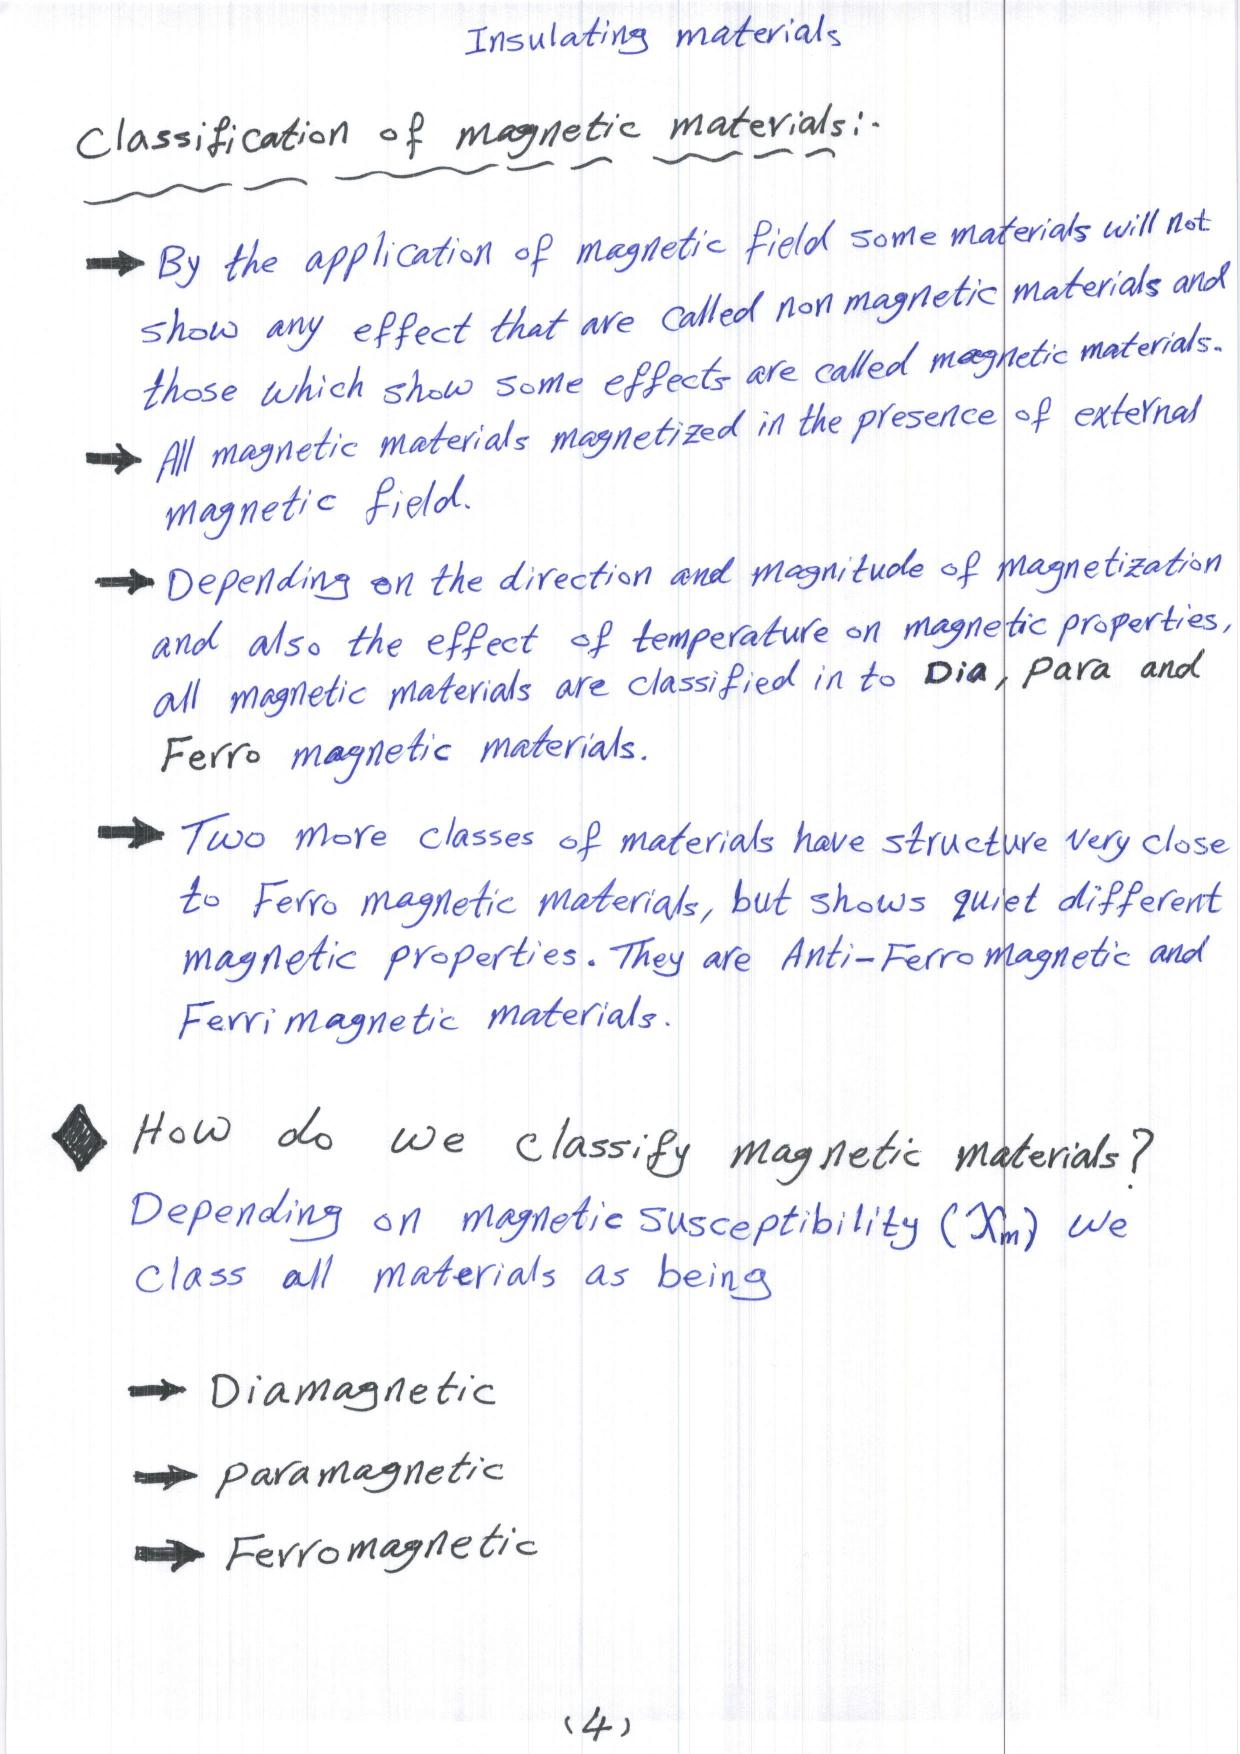 Insulating materials
Classification of magnetic materials:-
➡ By the application of magnetic field some materials will not
show any effect that are called non magnetic materials and
those which show some effects are called magnetic materials.
➡ All magnetic materials magnetized in the presence of external
magnetic field.
➡ Depending on the direction and magnitude of magnetization
and also the effect of temperature on magnetic properties,
all magnetic materials are classified in to Dia, para and
Ferro magnetic materials.
➡ Two more classes of materials have structure very close
to Ferro magnetic materials, but shows quiet different
magnetic properties. They are Anti-Ferro magnetic and
Ferri magnetic materials.
◆ How do we classify magnetic materials?
Depending on magnetic susceptibility (χm) we
class all materials as being
➡ Diamagnetic
➡ paramagnetic
➡ Ferromagnetic
(4)